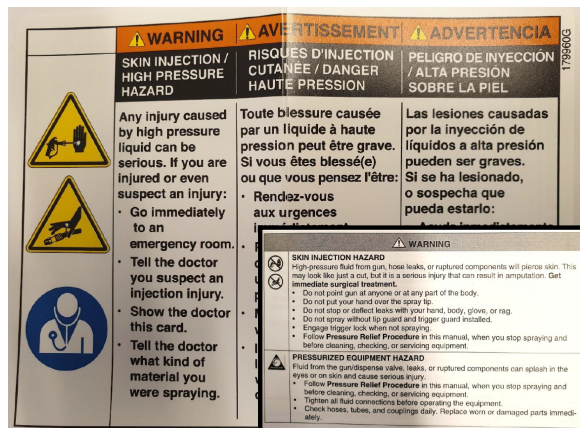 WARNING
SKIN INJECTION /
HIGH PRESSURE
HAZARD
Any injury caused
by high pressure
liquid can be
serious. If you are
injured or even
suspect an injury:
· Go immediately
to an
emergency room.
· Tell the doctor
you suspect an
injection injury.
· Show the doctor
this card.
· Tell the doctor
what kind of
material you
were spraying.
AVERTISSEMENT
RISQUES D'INJECTION
CUTANÉE / DANGER
HAUTE PRESSION
Toute blessure causée
par un liquide à haute
pression peut être grave.
Si vous êtes blessé(e)
ou que vous pensez l'être:
· Rendez-vous
aux urgences
ADVERTENCIA
PELIGRO DE INYECCIÓN
/ ALTA PRESIÓN
SOBRE LA PIEL
Las lesiones causadas
por la inyección de
líquidos a alta presión
pueden ser graves.
Si se ha lesionado,
o sospecha que
pueda estarlo:
179960G
WARNING
SKIN INJECTION HAZARD
High-pressure fluid from gun, hose leaks, or ruptured components will pierce skin. This
may look like just a cut, but it is a serious injury that can result in amputation. Get
immediate surgical treatment.
• Do not point gun at anyone or at any part of the body.
• Do not put your hand over the spray tip.
• Do not stop or deflect leaks with your hand, body, glove, or rag.
• Do not spray without tip guard and trigger guard installed.
• Engage trigger lock when not spraying.
• Follow Pressure Relief Procedure in this manual, when you stop spraying and
before cleaning, checking, or servicing equipment.
PRESSURIZED EQUIPMENT HAZARD
Fluid from the gun/dispense valve, leaks, or ruptured components can splash in the
eyes or on skin and cause serious injury.
• Follow Pressure Relief Procedure in this manual, when you stop spraying and
before cleaning, checking, or servicing equipment.
• Tighten all fluid connections before operating the equipment.
• Check hoses, tubes, and couplings daily. Replace worn or damaged parts immedi-
ately.